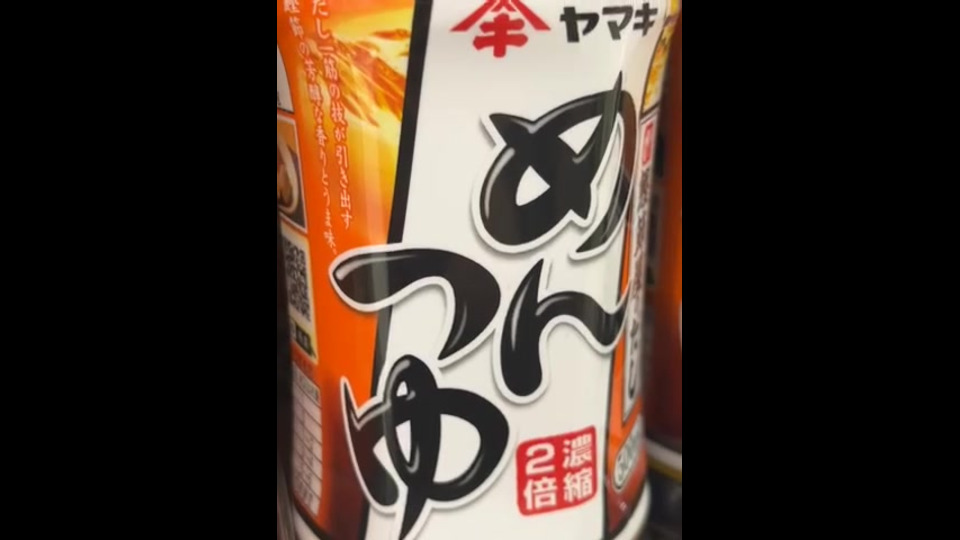 キ
ヤマキ
めん
つゆ
濃縮
2倍
だし一筋の技が引き出す
鰹節の芳醇な香りとうま味。